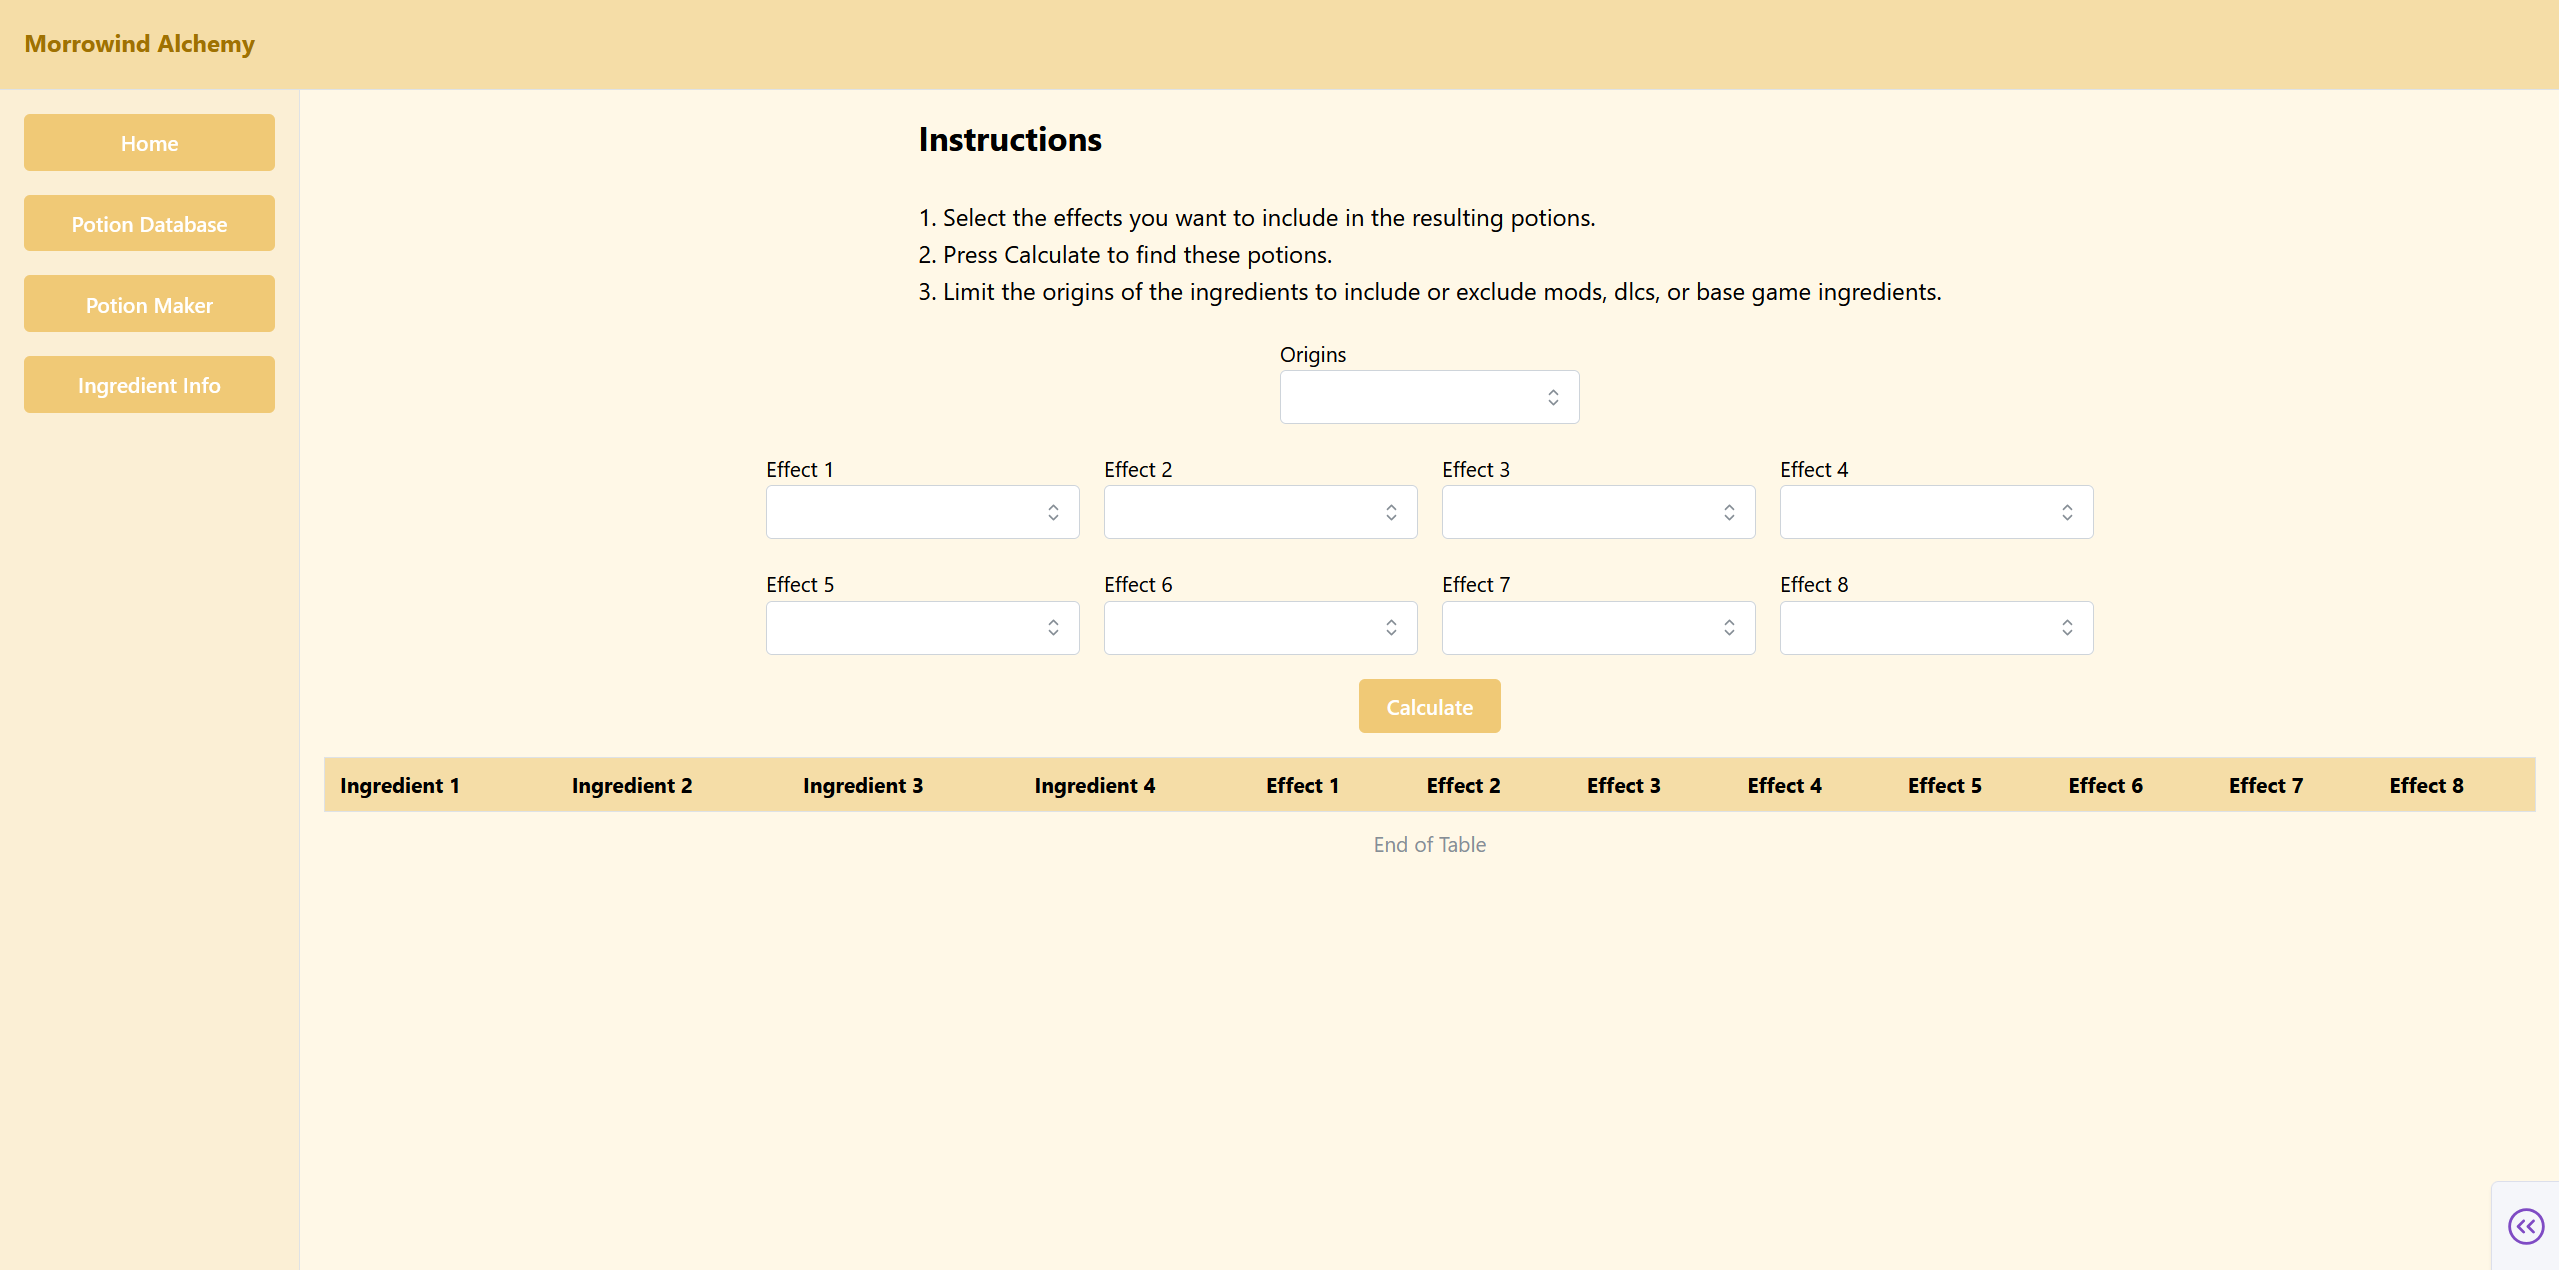 Morrowind Alchemy
Home
Potion Database
Potion Maker
Ingredient Info
Instructions
1. Select the effects you want to include in the resulting potions.
2. Press Calculate to find these potions.
3. Limit the origins of the ingredients to include or exclude mods, dlcs, or base game ingredients.
Origins
Effect 1 Effect 2 Effect 3 Effect 4
Effect 5 Effect 6 Effect 7 Effect 8
Calculate
Ingredient 1 Ingredient 2 Ingredient 3 Ingredient 4 Effect 1 Effect 2 Effect 3 Effect 4 Effect 5 Effect 6 Effect 7 Effect 8
End of Table